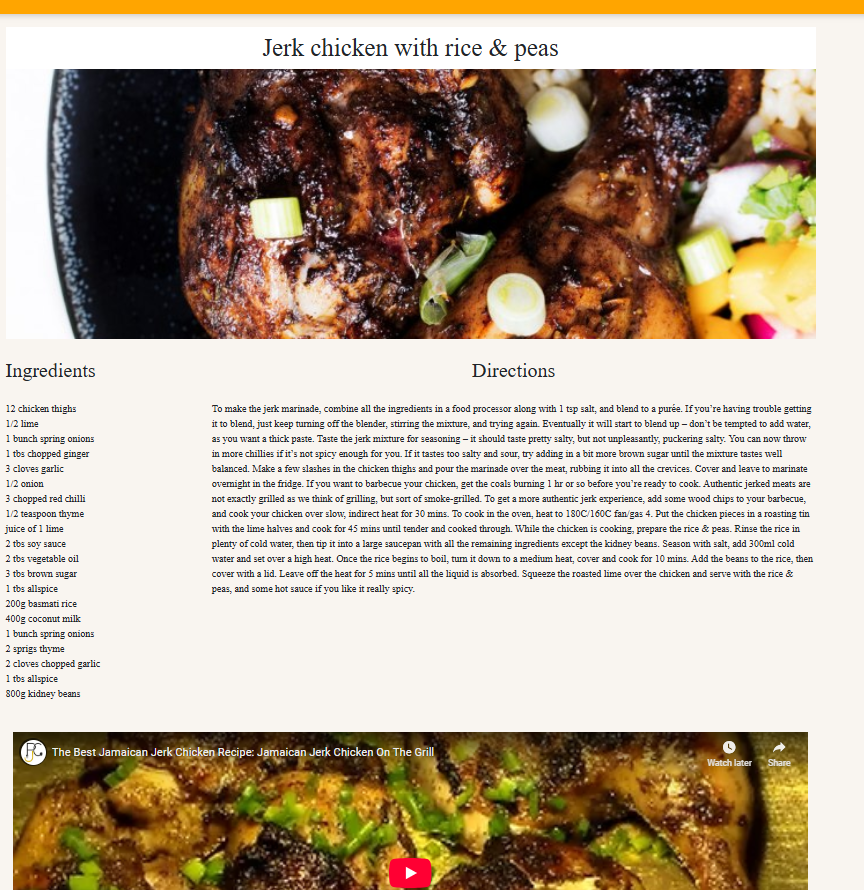 Jerk chicken with rice & peas
Ingredients
12 chicken thighs
1/2 lime
1 bunch spring onions
1 tbs chopped ginger
3 cloves garlic
1/2 onion
3 chopped red chilli
1/2 teaspoon thyme
juice of 1 lime
2 tbs soy sauce
2 tbs vegetable oil
3 tbs brown sugar
1 tbs allspice
200g basmati rice
400g coconut milk
1 bunch spring onions
2 sprigs thyme
2 cloves chopped garlic
1 tbs allspice
800g kidney beans
Directions
To make the jerk marinade, combine all the ingredients in a food processor along with 1 tsp salt, and blend to a purée. If you’re having trouble getting
it to blend, just keep turning off the blender, stirring the mixture, and trying again. Eventually it will start to blend up – don’t be tempted to add water,
as you want a thick paste. Taste the jerk mixture for seasoning – it should taste pretty salty, but not unpleasantly, puckering salty. You can now throw
in more chillies if it’s not spicy enough for you. If it tastes too salty and sour, try adding in a bit more brown sugar until the mixture tastes well
balanced. Make a few slashes in the chicken thighs and pour the marinade over the meat, rubbing it into all the crevices. Cover and leave to marinate
overnight in the fridge. If you want to barbecue your chicken, get the coals burning 1 hr or so before you’re ready to cook. Authentic jerked meats are
not exactly grilled as we think of grilling, but sort of smoke-grilled. To get a more authentic jerk experience, add some wood chips to your barbecue,
and cook your chicken over slow, indirect heat for 30 mins. To cook in the oven, heat to 180C/160C fan/gas 4. Put the chicken pieces in a roasting tin
with the lime halves and cook for 45 mins until tender and cooked through. While the chicken is cooking, prepare the rice & peas. Rinse the rice in
plenty of cold water, then tip it into a large saucepan with all the remaining ingredients except the kidney beans. Season with salt, add 300ml cold
water and set over a high heat. Once the rice begins to boil, turn it down to a medium heat, cover and cook for 10 mins. Add the beans to the rice, then
cover with a lid. Leave off the heat for 5 mins until all the liquid is absorbed. Squeeze the roasted lime over the chicken and serve with the rice &
peas, and some hot sauce if you like it really spicy.
The Best Jamaican Jerk Chicken Recipe: Jamaican Jerk Chicken On The Grill
Watch later
Share